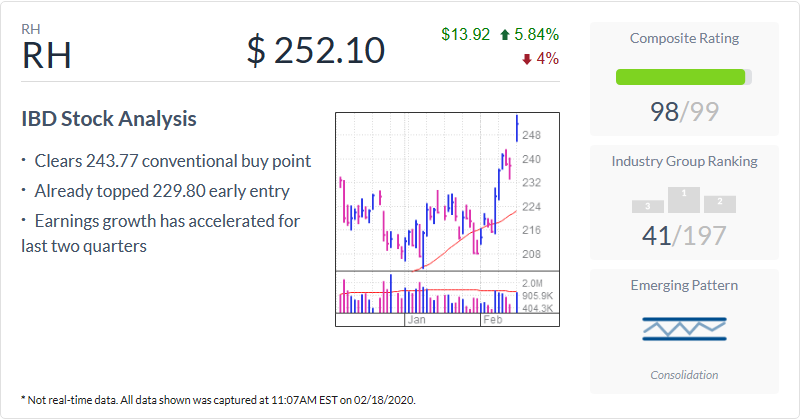 RH
RH
$ 252.10
$13.92 5.84%
4%
IBD Stock Analysis
· Clears 243.77 conventional buy point
· Already topped 229.80 early entry
· Earnings growth has accelerated for
last two quarters
248
240
232
224
216
208
2.0M
905.9K
404.3K
Jan
Feb
Composite Rating
98/99
Industry Group Ranking
3
1
2
41/197
Emerging Pattern
Consolidation
* Not real-time data. All data shown was captured at 11:07AM EST on 02/18/2020.